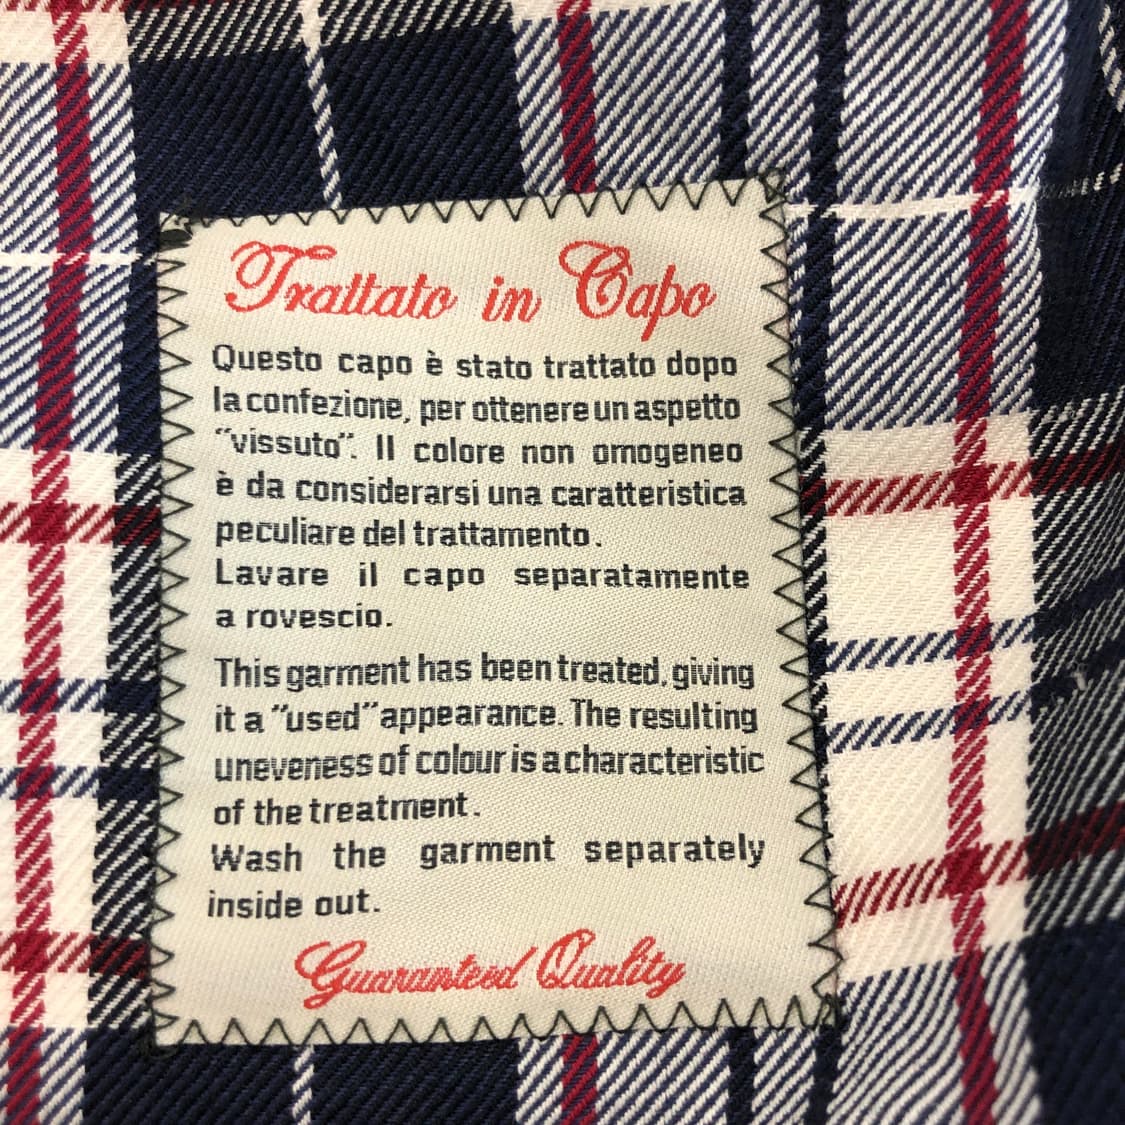 Trattato in Capo
Questo capo è stato trattato dopo
la confezione, per ottenere un aspetto
“vissuto”. Il colore non omogeneo
è da considerarsi una caratteristica
peculiare del trattamento.
Lavare il capo separatamente
a rovescio.
This garment has been treated, giving
it a “used” appearance. The resulting
uneveness of colour is a characteristic
of the treatment.
Wash the garment separately
inside out.
Guaranteed Quality